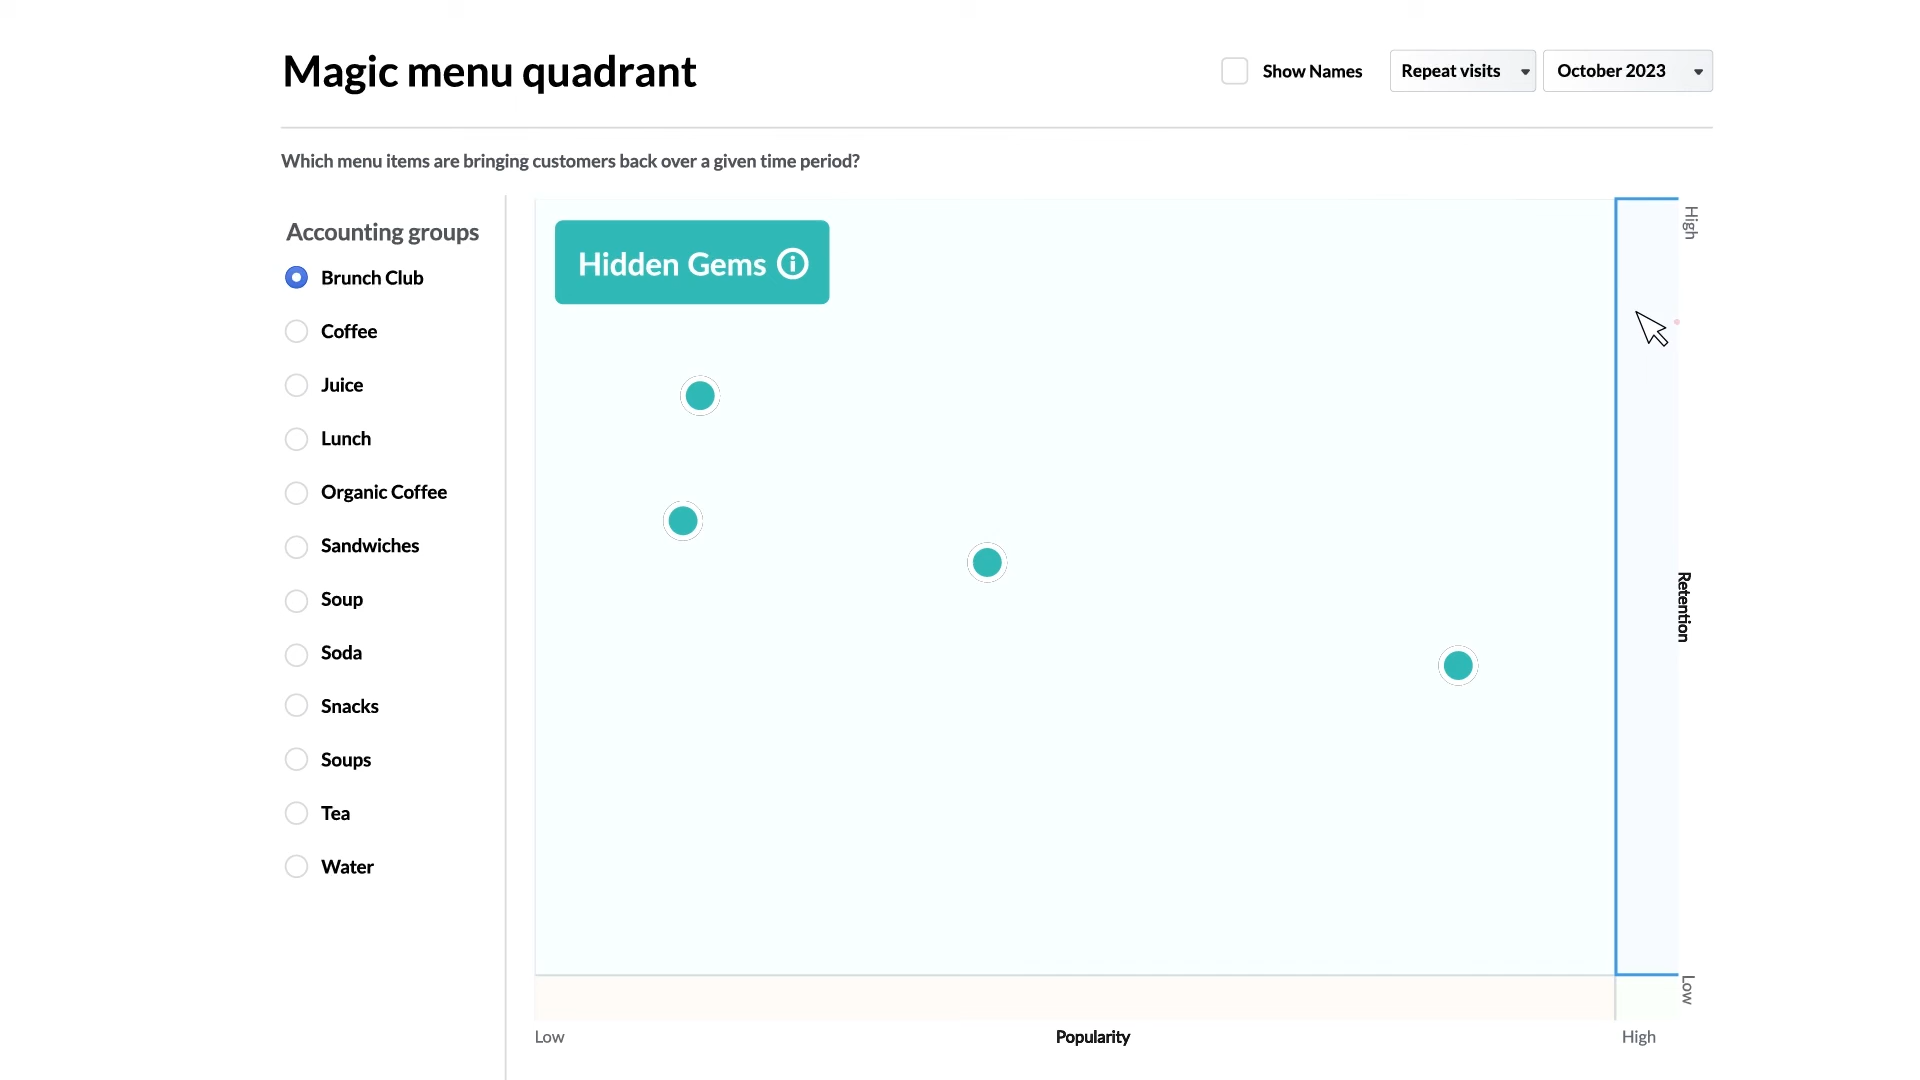 Magic menu quadrant
Show Names
Repeat visits
October 2023
Which menu items are bringing customers back over a given time period?
Accounting groups
Brunch Club
Coffee
Juice
Lunch
Organic Coffee
Sandwiches
Soup
Soda
Snacks
Soups
Tea
Water
Hidden Gems
High
Retention
Low
Low
Popularity
High